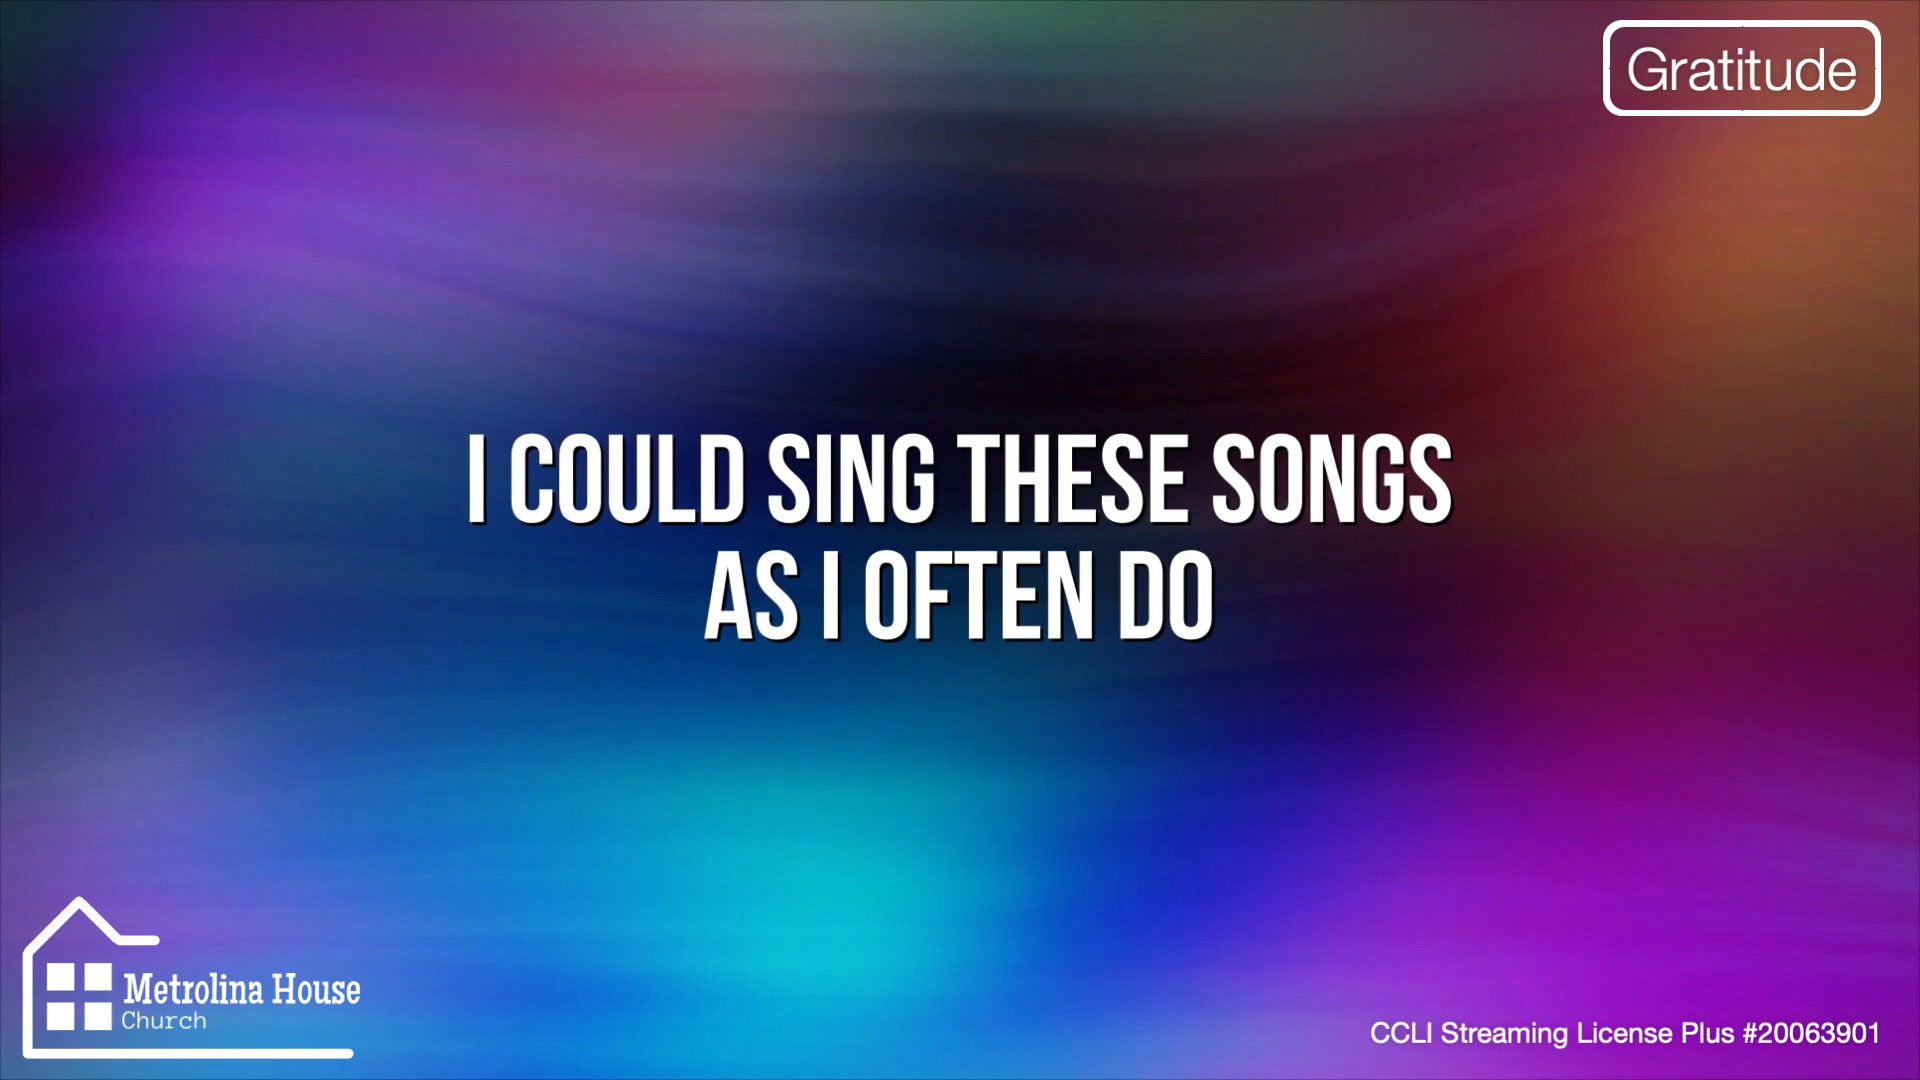 Gratitude
I COULD SING THESE SONGS
AS I OFTEN DO
Metrolina House
Church
CCLI Streaming License Plus #20063901